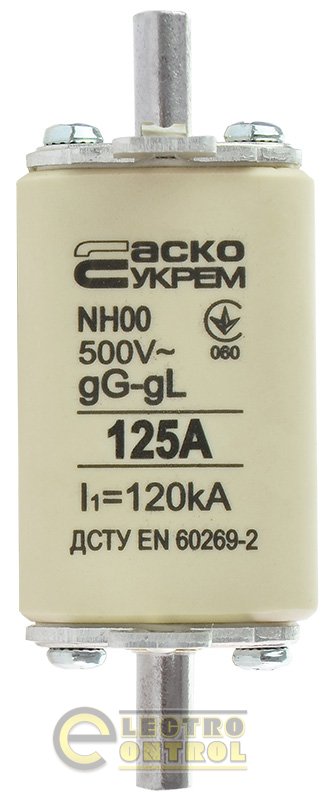 аско
УКРЕМ
NH00
500V~
060
gG-gL
125A
I₁=120kA
ДСТУ EN 60269-2
ELECTRO
CONTROL